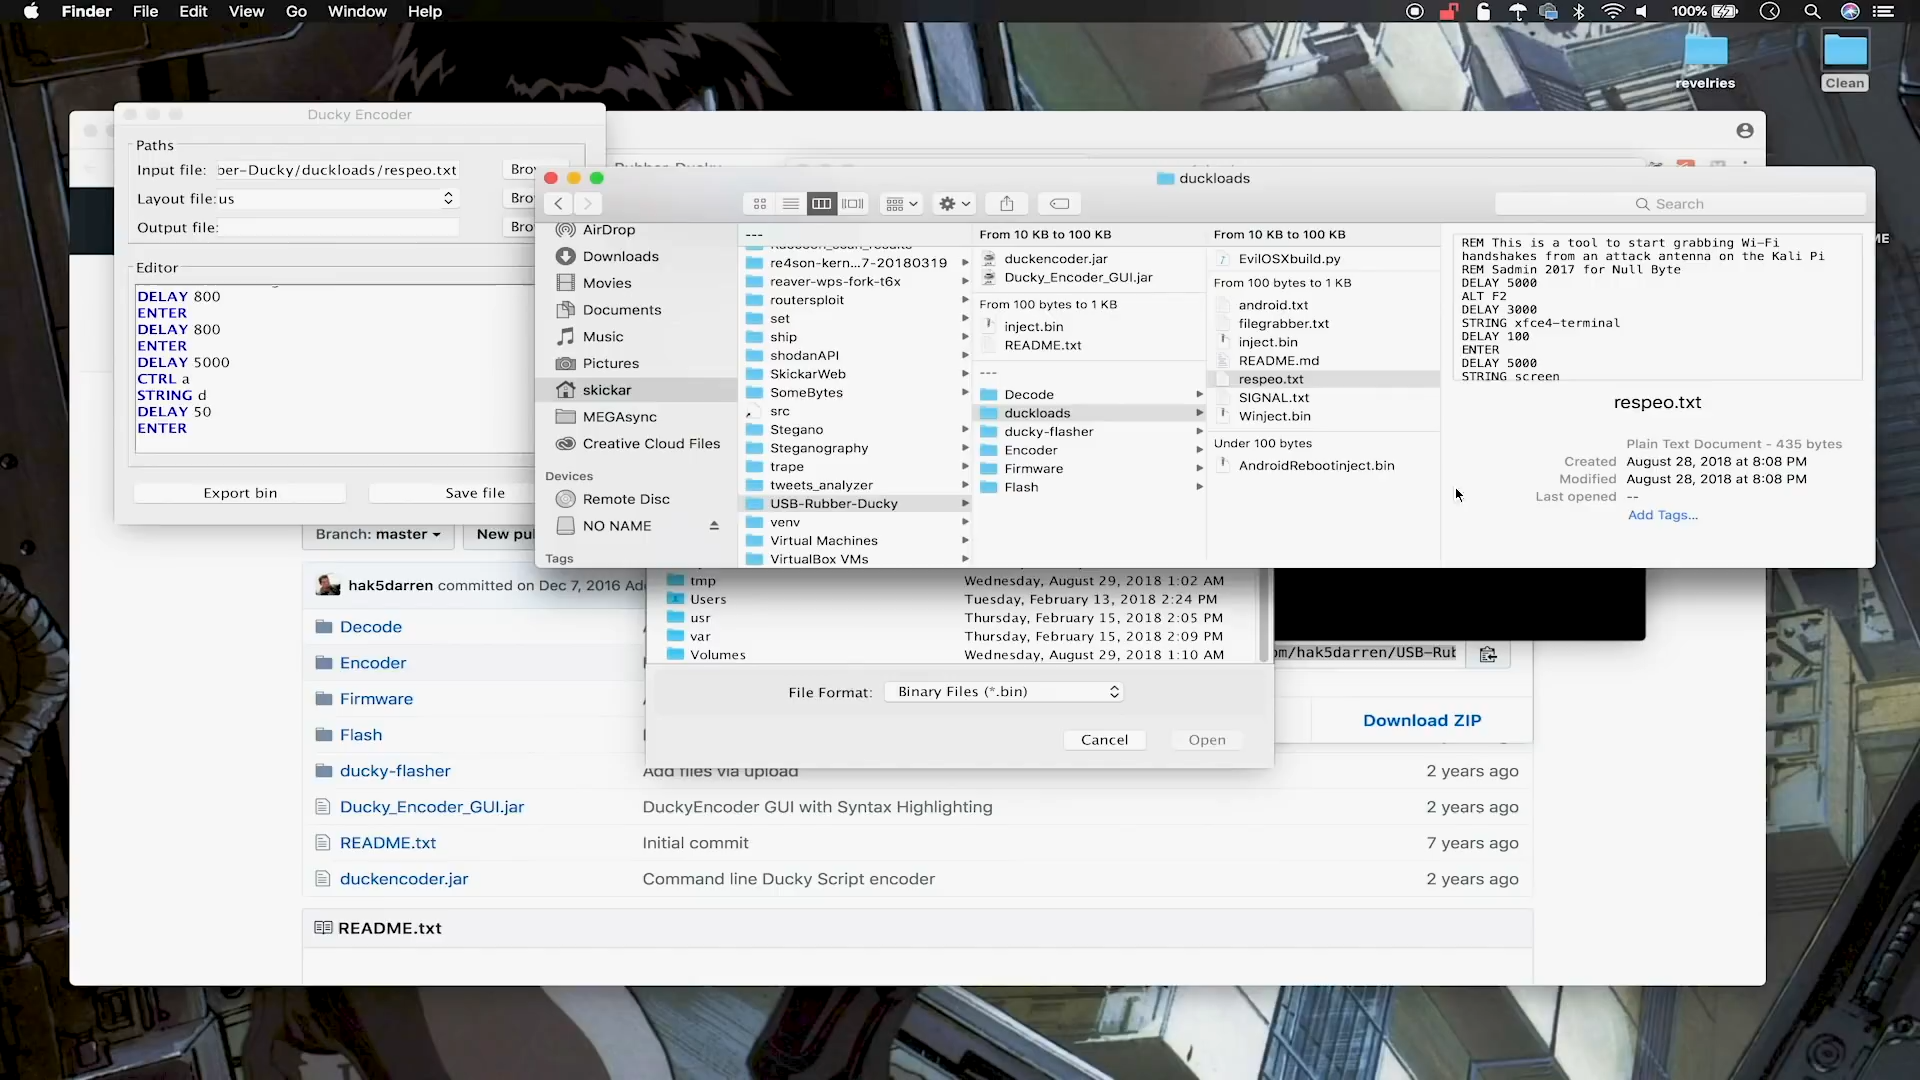 Finder File Edit View Go Window Help
100%
revelries
Clean
Ducky Encoder
Paths
Input file: ber-Ducky/duckloads/respeo.txt
Layout file: us
Output file:
Editor
DELAY 800
ENTER
DELAY 800
ENTER
DELAY 5000
CTRL a
STRING d
DELAY 50
ENTER
Export bin
Save file
duckloads
Search
AirDrop
Downloads
Movies
Documents
Music
Pictures
skickar
MEGAsync
Creative Cloud Files
Devices
Remote Disc
NO NAME
Tags
---
re4son-kern...7-20180319
reaver-wps-fork-t6x
routersploit
set
ship
shodanAPI
SkickarWeb
SomeBytes
src
Stegano
Steganography
trape
tweets_analyzer
USB-Rubber-Ducky
venv
Virtual Machines
VirtualBox VMs
From 10 KB to 100 KB
duckencoder.jar
Ducky_Encoder_GUI.jar
From 100 bytes to 1 KB
inject.bin
README.txt
---
Decode
duckloads
ducky-flasher
Encoder
Firmware
Flash
From 10 KB to 100 KB
EvilOSXbuild.py
From 100 bytes to 1 KB
android.txt
filegrabber.txt
inject.bin
README.md
respeo.txt
SIGNAL.txt
Winject.bin
Under 100 bytes
AndroidRebootinject.bin
REM This is a tool to start grabbing Wi-Fi
handshakes from an attack antenna on the Kali Pi
REM Sadmin 2017 for Null Byte
DELAY 5000
ALT F2
DELAY 3000
STRING xfce4-terminal
DELAY 100
ENTER
DELAY 5000
STRING screen
respeo.txt
Plain Text Document - 435 bytes
Created August 28, 2018 at 8:08 PM
Modified August 28, 2018 at 8:08 PM
Last opened --
Add Tags...
Branch: master
New pu
hak5darren committed on Dec 7, 2016
Decode
Encoder
Firmware
Flash
ducky-flasher Add files via upload 2 years ago
Ducky_Encoder_GUI.jar DuckyEncoder GUI with Syntax Highlighting 2 years ago
README.txt Initial commit 7 years ago
duckencoder.jar Command line Ducky Script encoder 2 years ago
README.txt
tmp Wednesday, August 29, 2018 1:02 AM
Users Tuesday, February 13, 2018 2:24 PM
usr Thursday, February 15, 2018 2:05 PM
var Thursday, February 15, 2018 2:09 PM
Volumes Wednesday, August 29, 2018 1:10 AM
File Format: Binary Files (*.bin)
Cancel
Open
om/hak5darren/USB-Rub
Download ZIP